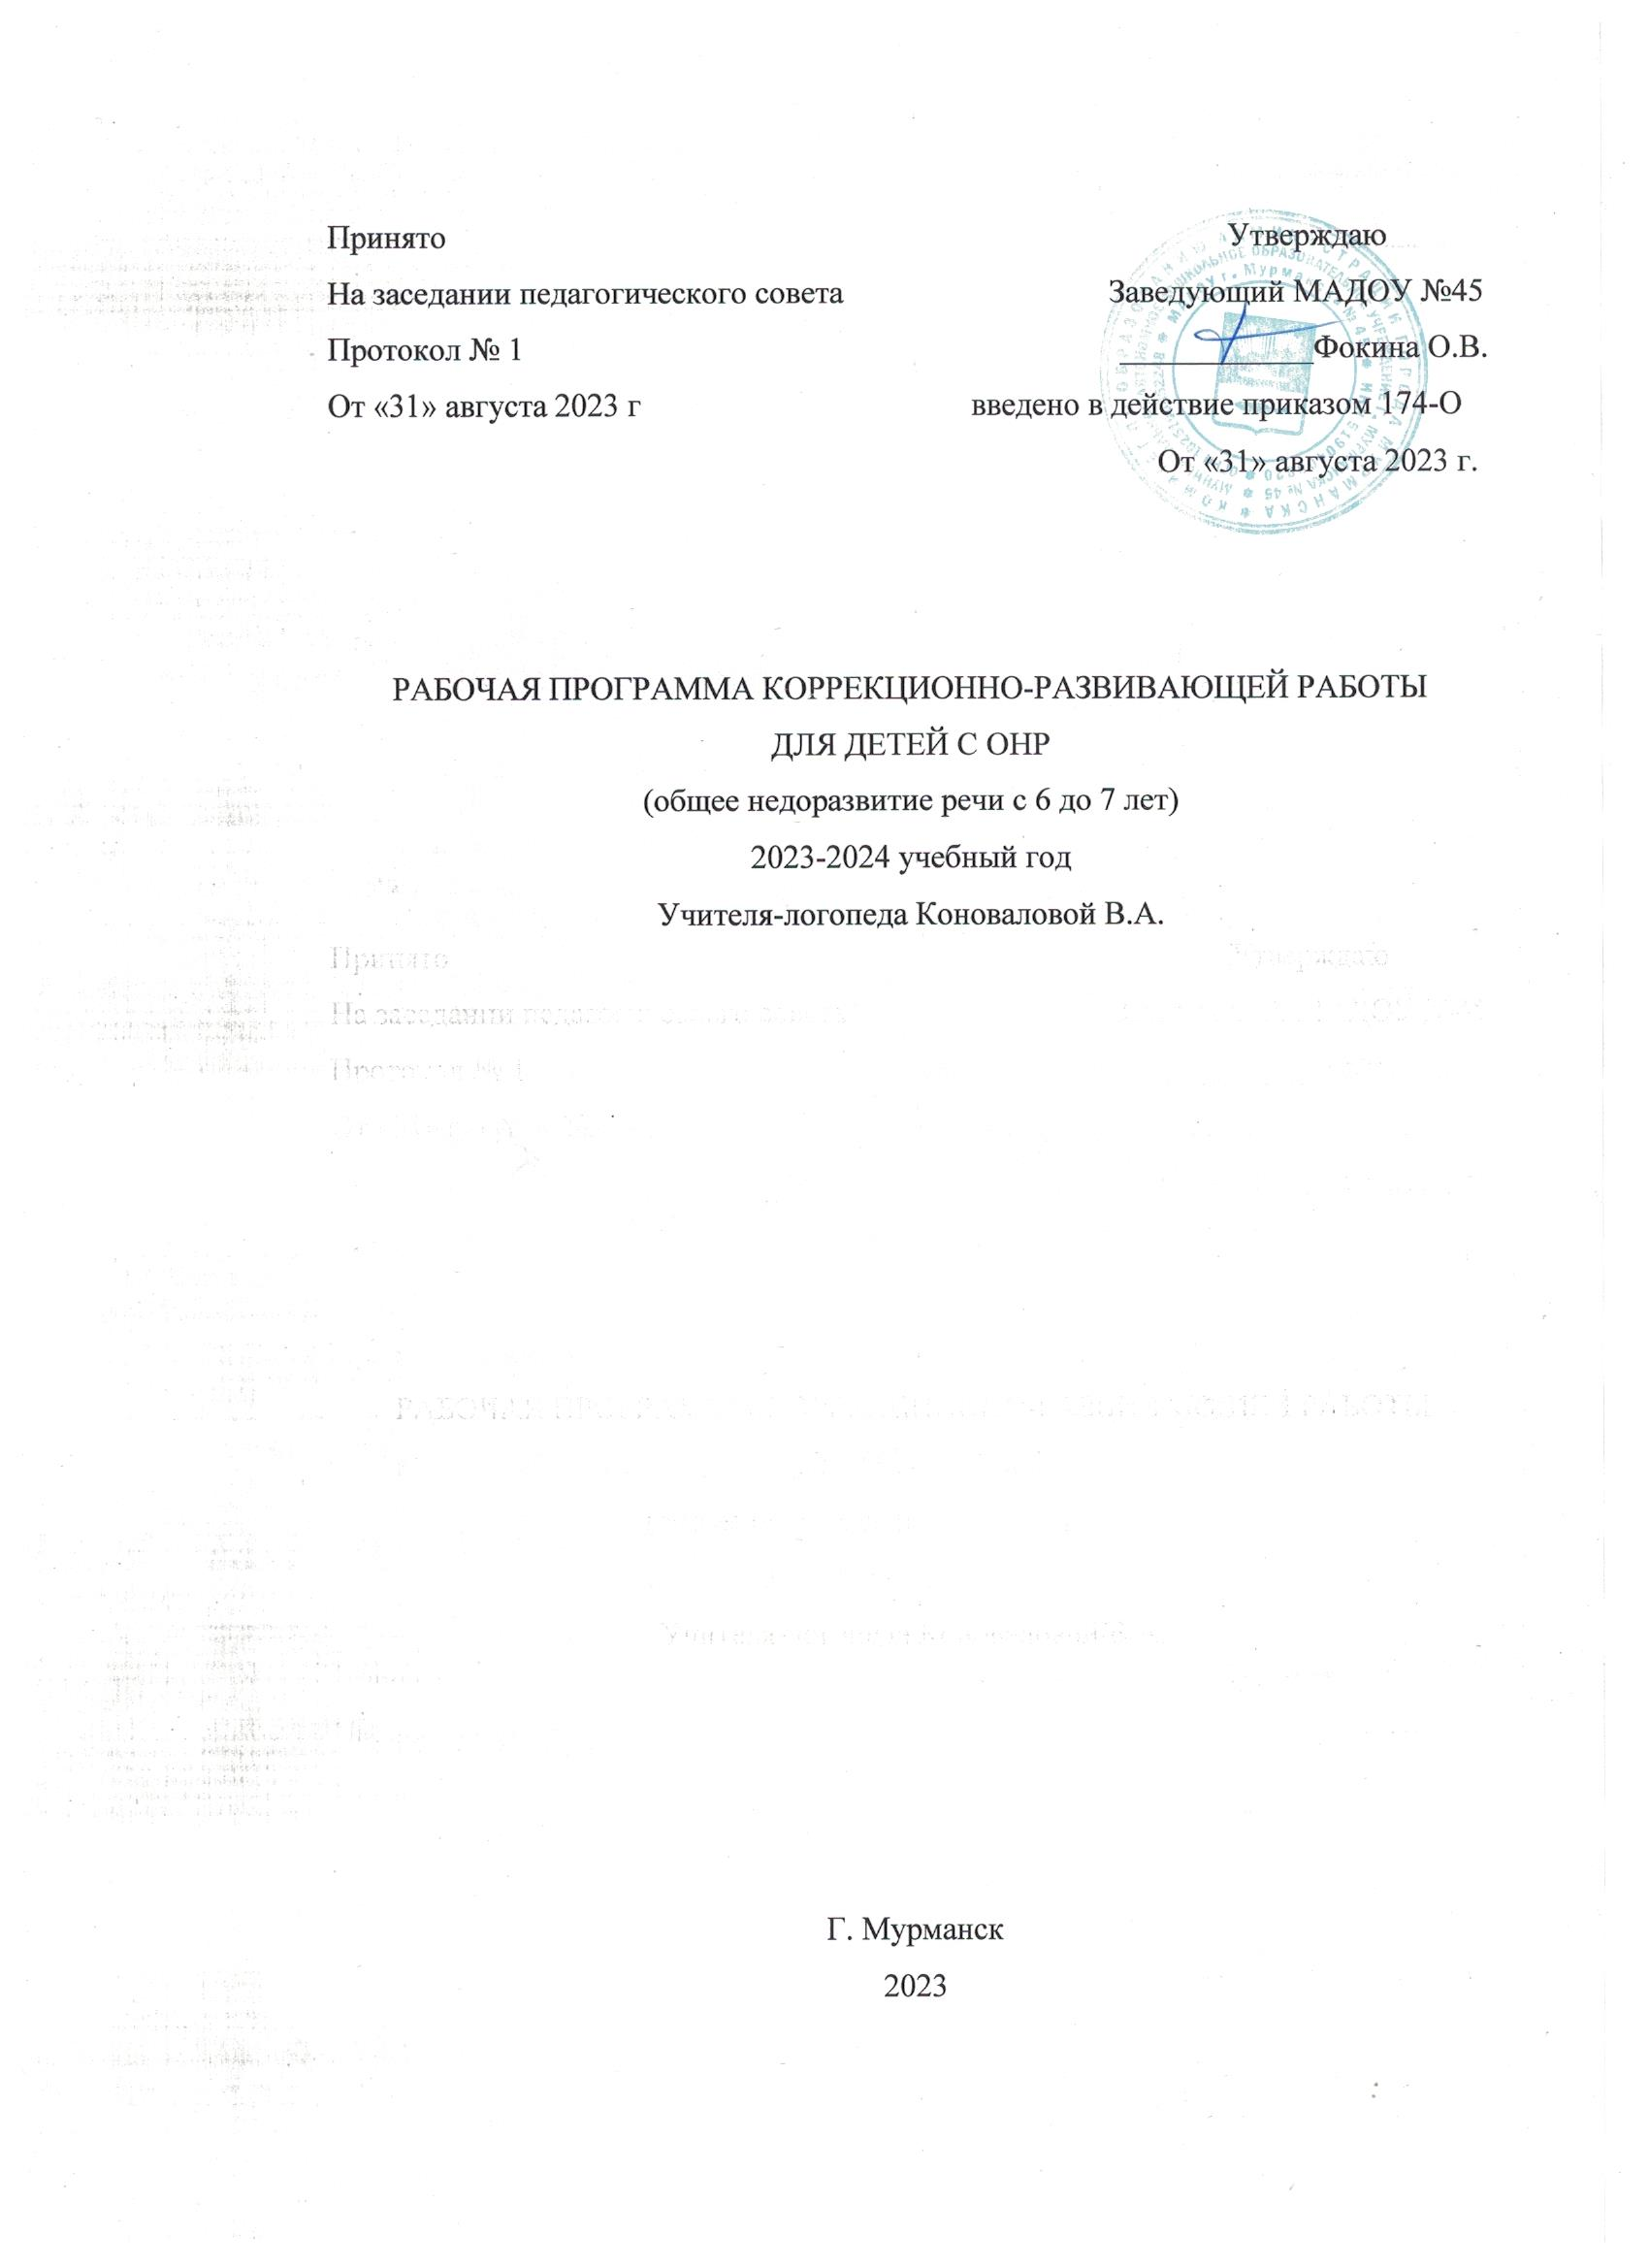 Принято
На заседании педагогического совета
Протокол № 1
От «31» августа 2023 г
Утверждаю
Заведующий МАДОУ №45
Фокина О.В.
введено в действие приказом 174-О
От «31» августа 2023 г.
РАБОЧАЯ ПРОГРАММА КОРРЕКЦИОННО-РАЗВИВАЮЩЕЙ РАБОТЫ
ДЛЯ ДЕТЕЙ С ОНР
(общее недоразвитие речи с 6 до 7 лет)
2023-2024 учебный год
Учителя-логопеда Коноваловой В.А.
Г. Мурманск
2023